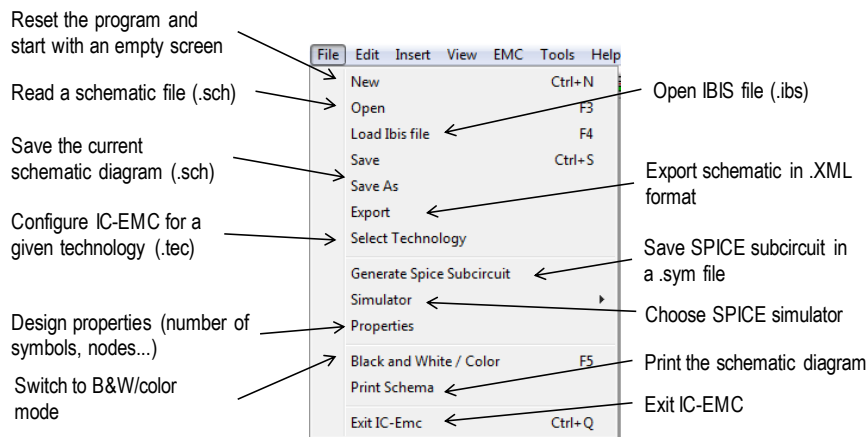 Reset the program and
start with an empty screen
Read a schematic file (.sch)
Save the current
schematic diagram (.sch)
Configure IC-EMC for a
given technology (.tec)
Design properties (number of
symbols, nodes...)
Switch to B&W/color
mode
File Edit Insert View EMC Tools Help
New Ctrl+N
Open F3
Load Ibis file F4
Save Ctrl+S
Save As
Export
Select Technology
Generate Spice Subcircuit
Simulator
Properties
Black and White / Color F5
Print Schema
Exit IC-Emc Ctrl+Q
Open IBIS file (.ibs)
Export schematic in .XML
format
Save SPICE subcircuit in
a .sym file
Choose SPICE simulator
Print the schematic diagram
Exit IC-EMC